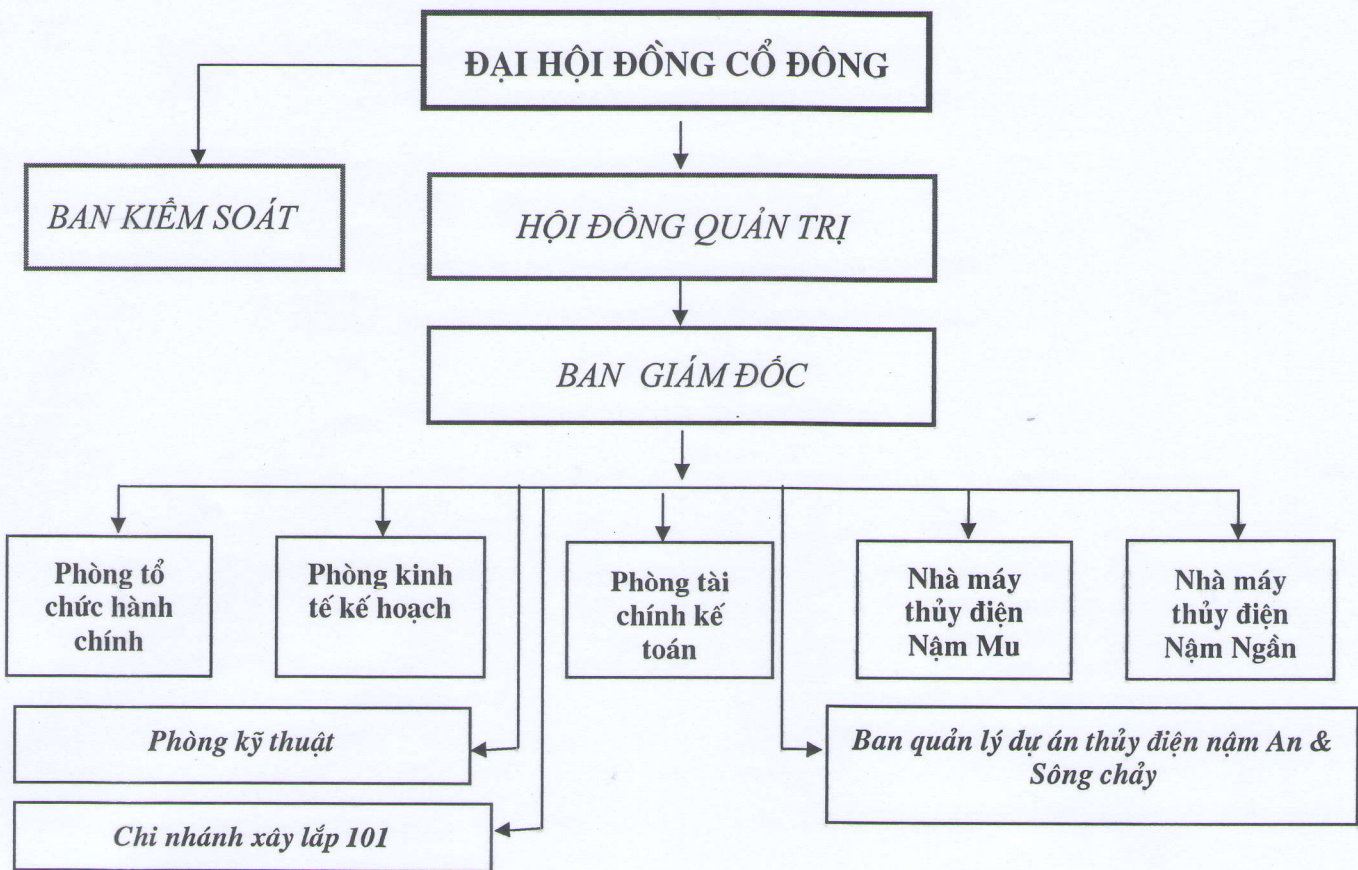 ĐẠI HỘI ĐỒNG CỔ ĐÔNG
BAN KIỂM SOÁT
HỘI ĐỒNG QUẢN TRỊ
BAN GIÁM ĐỐC
Phòng tổ
chức hành
chính
Phòng kinh
tế kế hoạch
Phòng tài
chính kế
toán
Nhà máy
thủy điện
Nậm Mu
Nhà máy
thủy điện
Nậm Ngần
Phòng kỹ thuật
Ban quản lý dự án thủy điện nậm An &
Sông chảy
Chi nhánh xây lắp 101